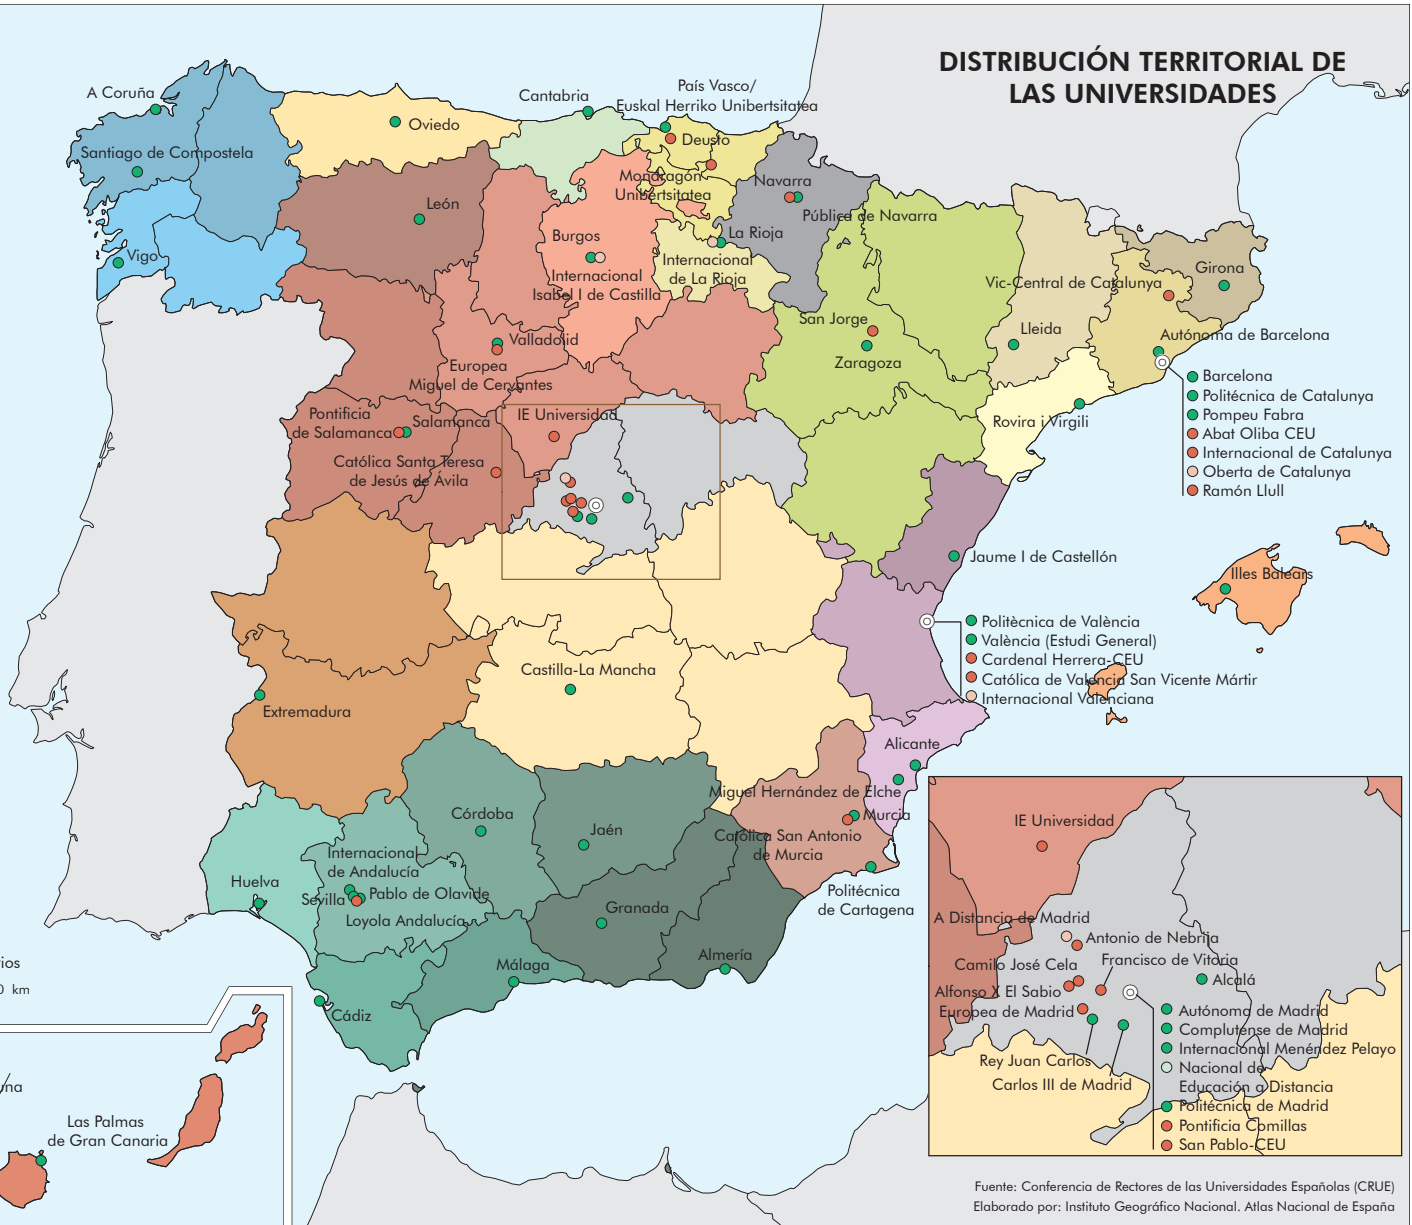 DISTRIBUCIÓN TERRITORIAL DE
LAS UNIVERSIDADES
A Coruña
Santiago de Compostela
Vigo
Oviedo
Cantabria
País Vasco/
Euskal Herriko Unibertsitatea
Deusto
Mondragón
Unibertsitatea
Navarra
Pública de Navarra
León
Burgos
Internacional
Isabel I de Castilla
La Rioja
Internacional
de La Rioja
Valladolid
Europea
Miguel de Cervantes
San Jorge
Zaragoza
Vic-Central de Catalunya
Girona
Lleida
Autónoma de Barcelona
Barcelona
Politécnica de Catalunya
Pompeu Fabra
Abat Oliba CEU
Internacional de Catalunya
Oberta de Catalunya
Ramón Llull
Rovira i Virgili
Pontificia
de Salamanca
Salamanca
IE Universidad
Católica Santa Teresa
de Jesús de Ávila
Jaume I de Castellón
Illes Balears
Politècnica de València
València (Estudi General)
Cardenal Herrera-CEU
Católica de Valencia San Vicente Mártir
Internacional Valenciana
Castilla-La Mancha
Extremadura
Alicante
Miguel Hernández de Elche
Murcia
Católica San Antonio
de Murcia
Politécnica
de Cartagena
Córdoba
Jaén
Internacional
de Andalucía
Sevilla
Pablo de Olavide
Loyola Andalucía
Huelva
Granada
Almería
Málaga
Cádiz
IE Universidad
A Distancia de Madrid
Antonio de Nebrija
Francisco de Vitoria
Camilo José Cela
Alcalá
Alfonso X El Sabio
Europea de Madrid
Rey Juan Carlos
Carlos III de Madrid
Autónoma de Madrid
Complutense de Madrid
Internacional Menéndez Pelayo
Nacional de
Educación a Distancia
Politécnica de Madrid
Pontificia Comillas
San Pablo-CEU
ios
0 km
una
Las Palmas
de Gran Canaria
Fuente: Conferencia de Rectores de las Universidades Españolas (CRUE)
Elaborado por: Instituto Geográfico Nacional. Atlas Nacional de España